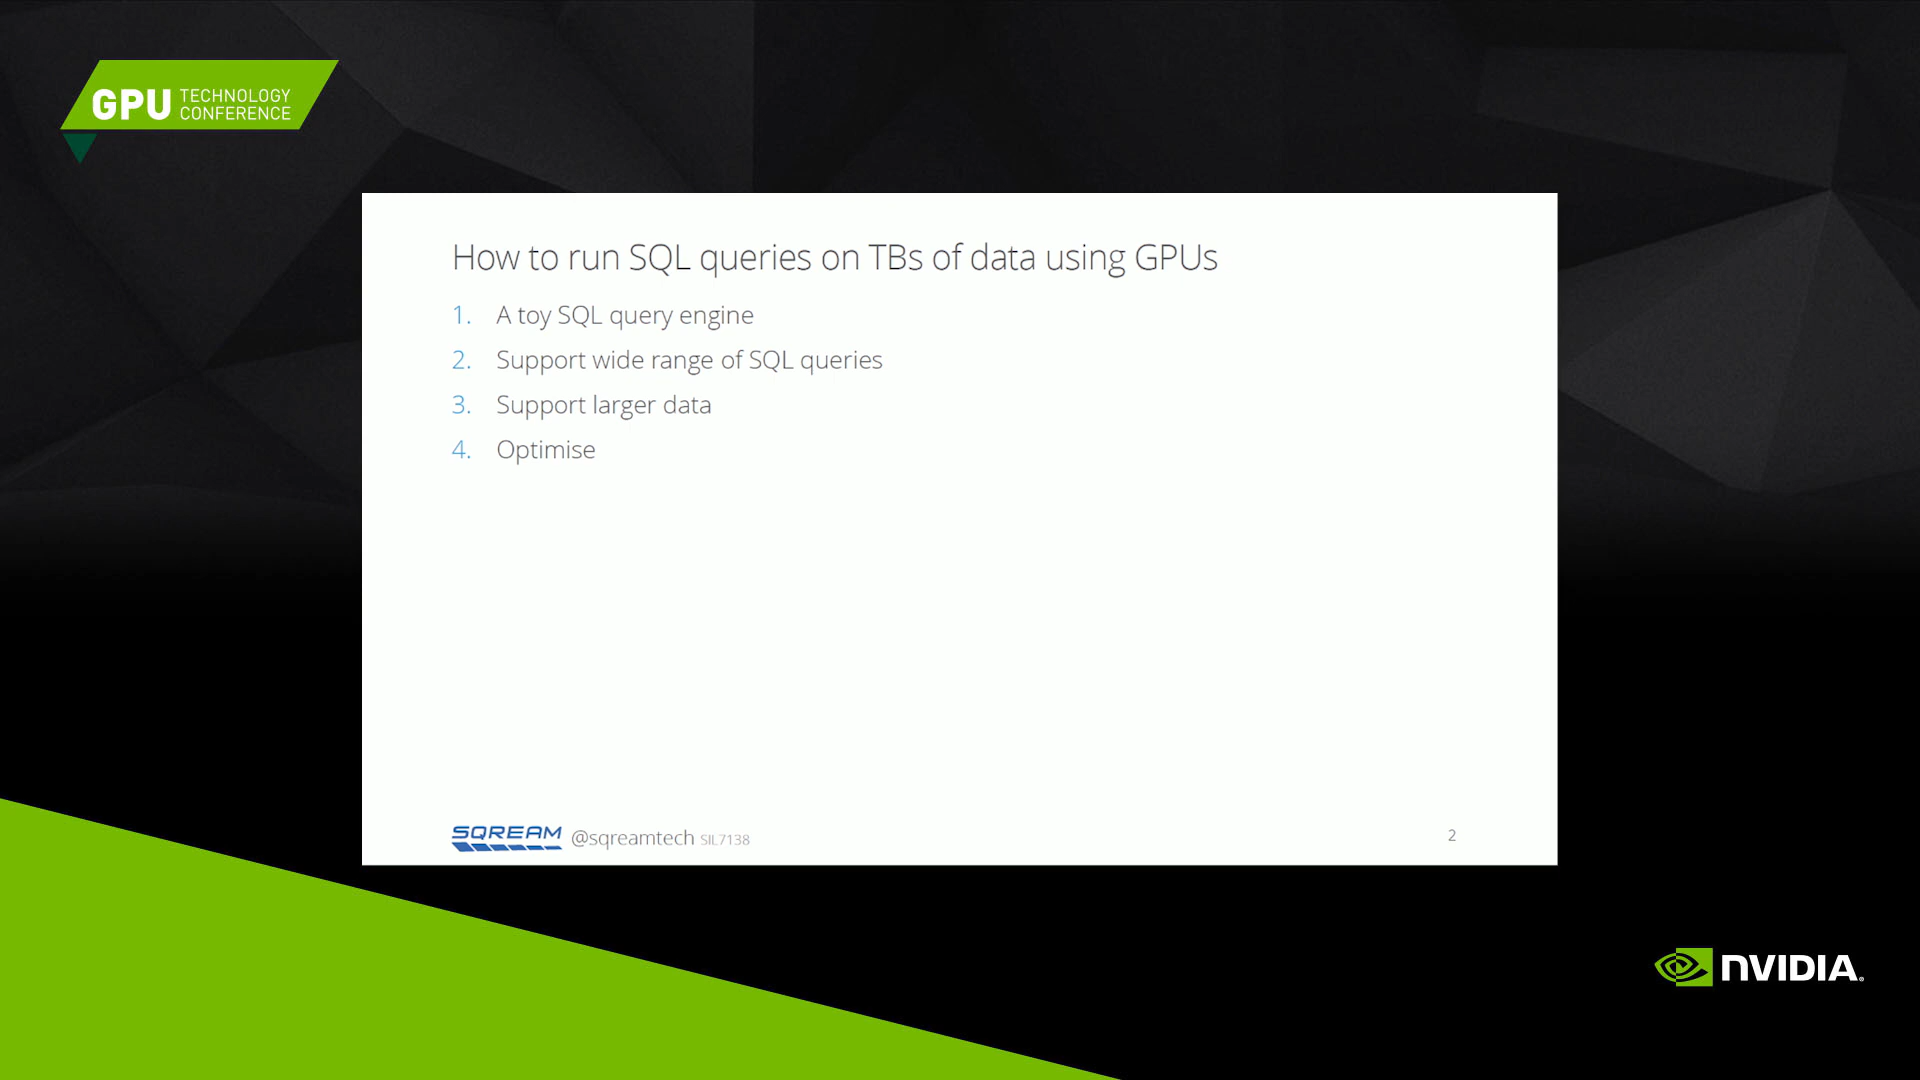 GPU TECHNOLOGY
CONFERENCE
How to run SQL queries on TBs of data using GPUs
1. A toy SQL query engine
2. Support wide range of SQL queries
3. Support larger data
4. Optimise
SQREAM @sqreamtech SIL7138
2
NVIDIA.